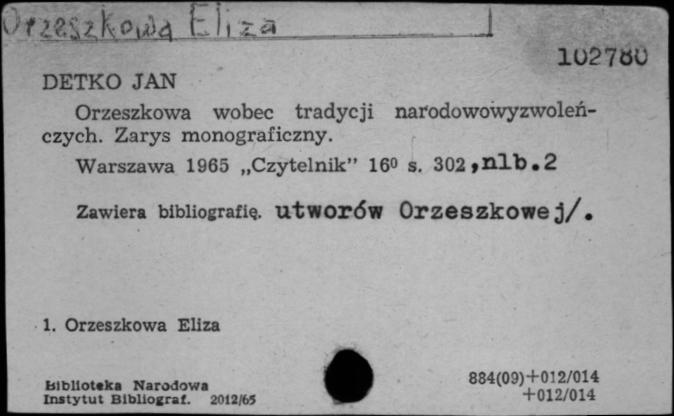 Orzeszkowa Eliza
102780
DETKO JAN
Orzeszkowa wobec tradycji narodowowyzwoleń-
czych. Zarys monograficzny.
Warszawa 1965 „Czytelnik” 16⁰ s. 302,nlb.2
Zawiera bibliografię. utworów Orzeszkowej/.
1. Orzeszkowa Eliza
Biblioteka Narodowa
Instytut Bibliograf. 2012/65
884(09)+012/014
+012/014